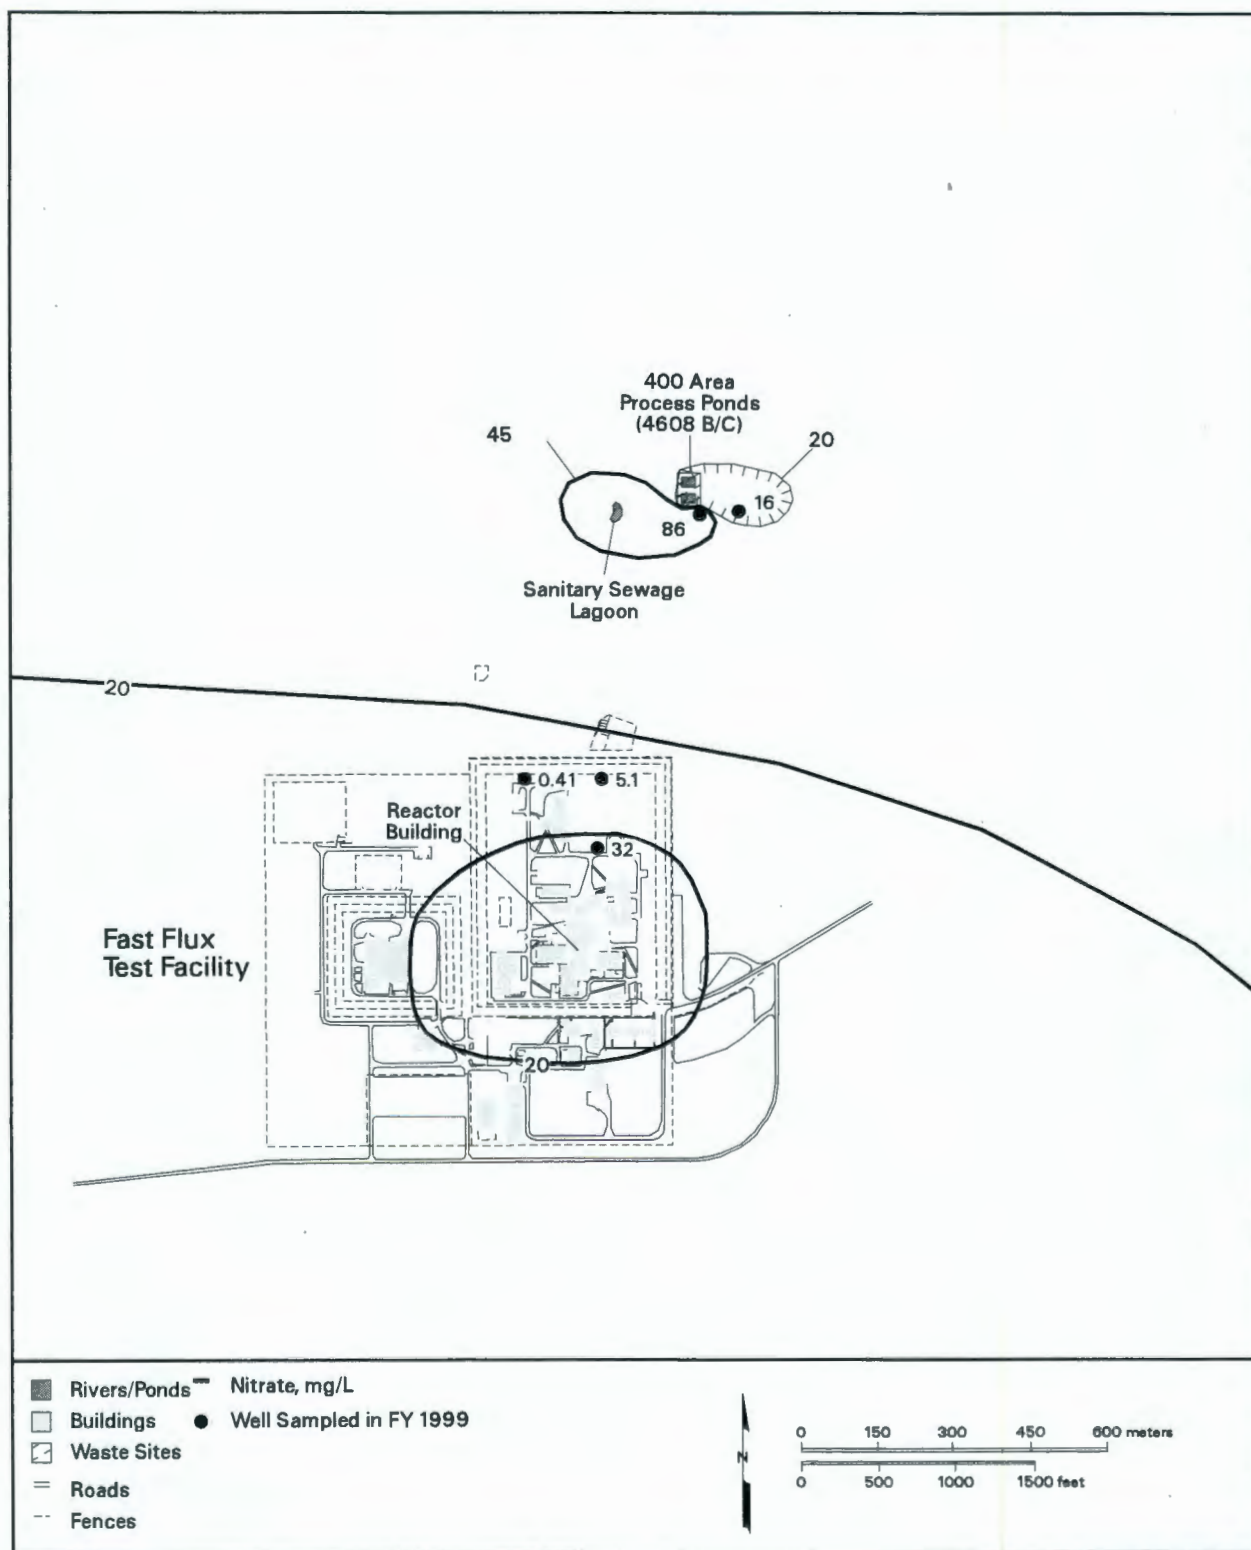 400 Area
Process Ponds
(4608 B/C)
45
20
16
86
Sanitary Sewage
Lagoon
20
0.41
5.1
Reactor
Building
32
Fast Flux
Test Facility
20
Rivers/Ponds
Nitrate, mg/L
Buildings
Well Sampled in FY 1999
Waste Sites
Roads
Fences
N
0 150 300 450 600 meters
0 500 1000 1500 feet